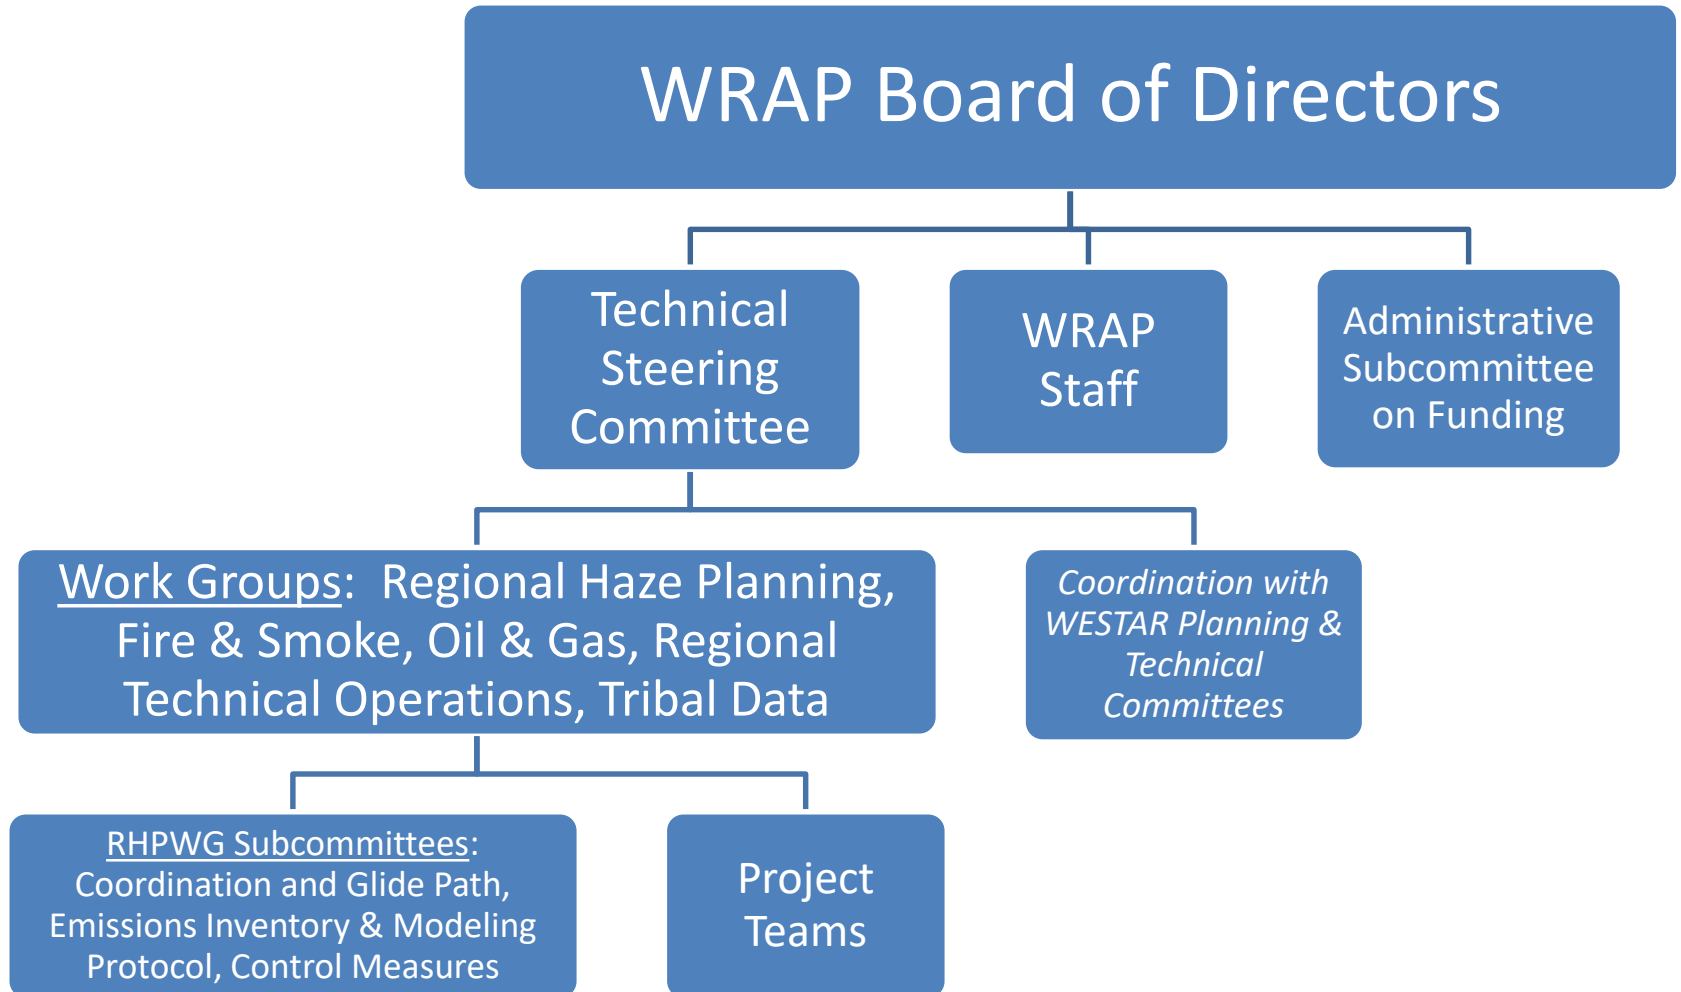 WRAP Board of Directors
Technical
Steering
Committee
WRAP
Staff
Administrative
Subcommittee
on Funding
Work Groups:  Regional Haze Planning,
Fire & Smoke, Oil & Gas, Regional
Technical Operations, Tribal Data
Coordination with
WESTAR Planning &
Technical
Committees
RHPWG Subcommittees:
Coordination and Glide Path,
Emissions Inventory & Modeling
Protocol, Control Measures
Project
Teams